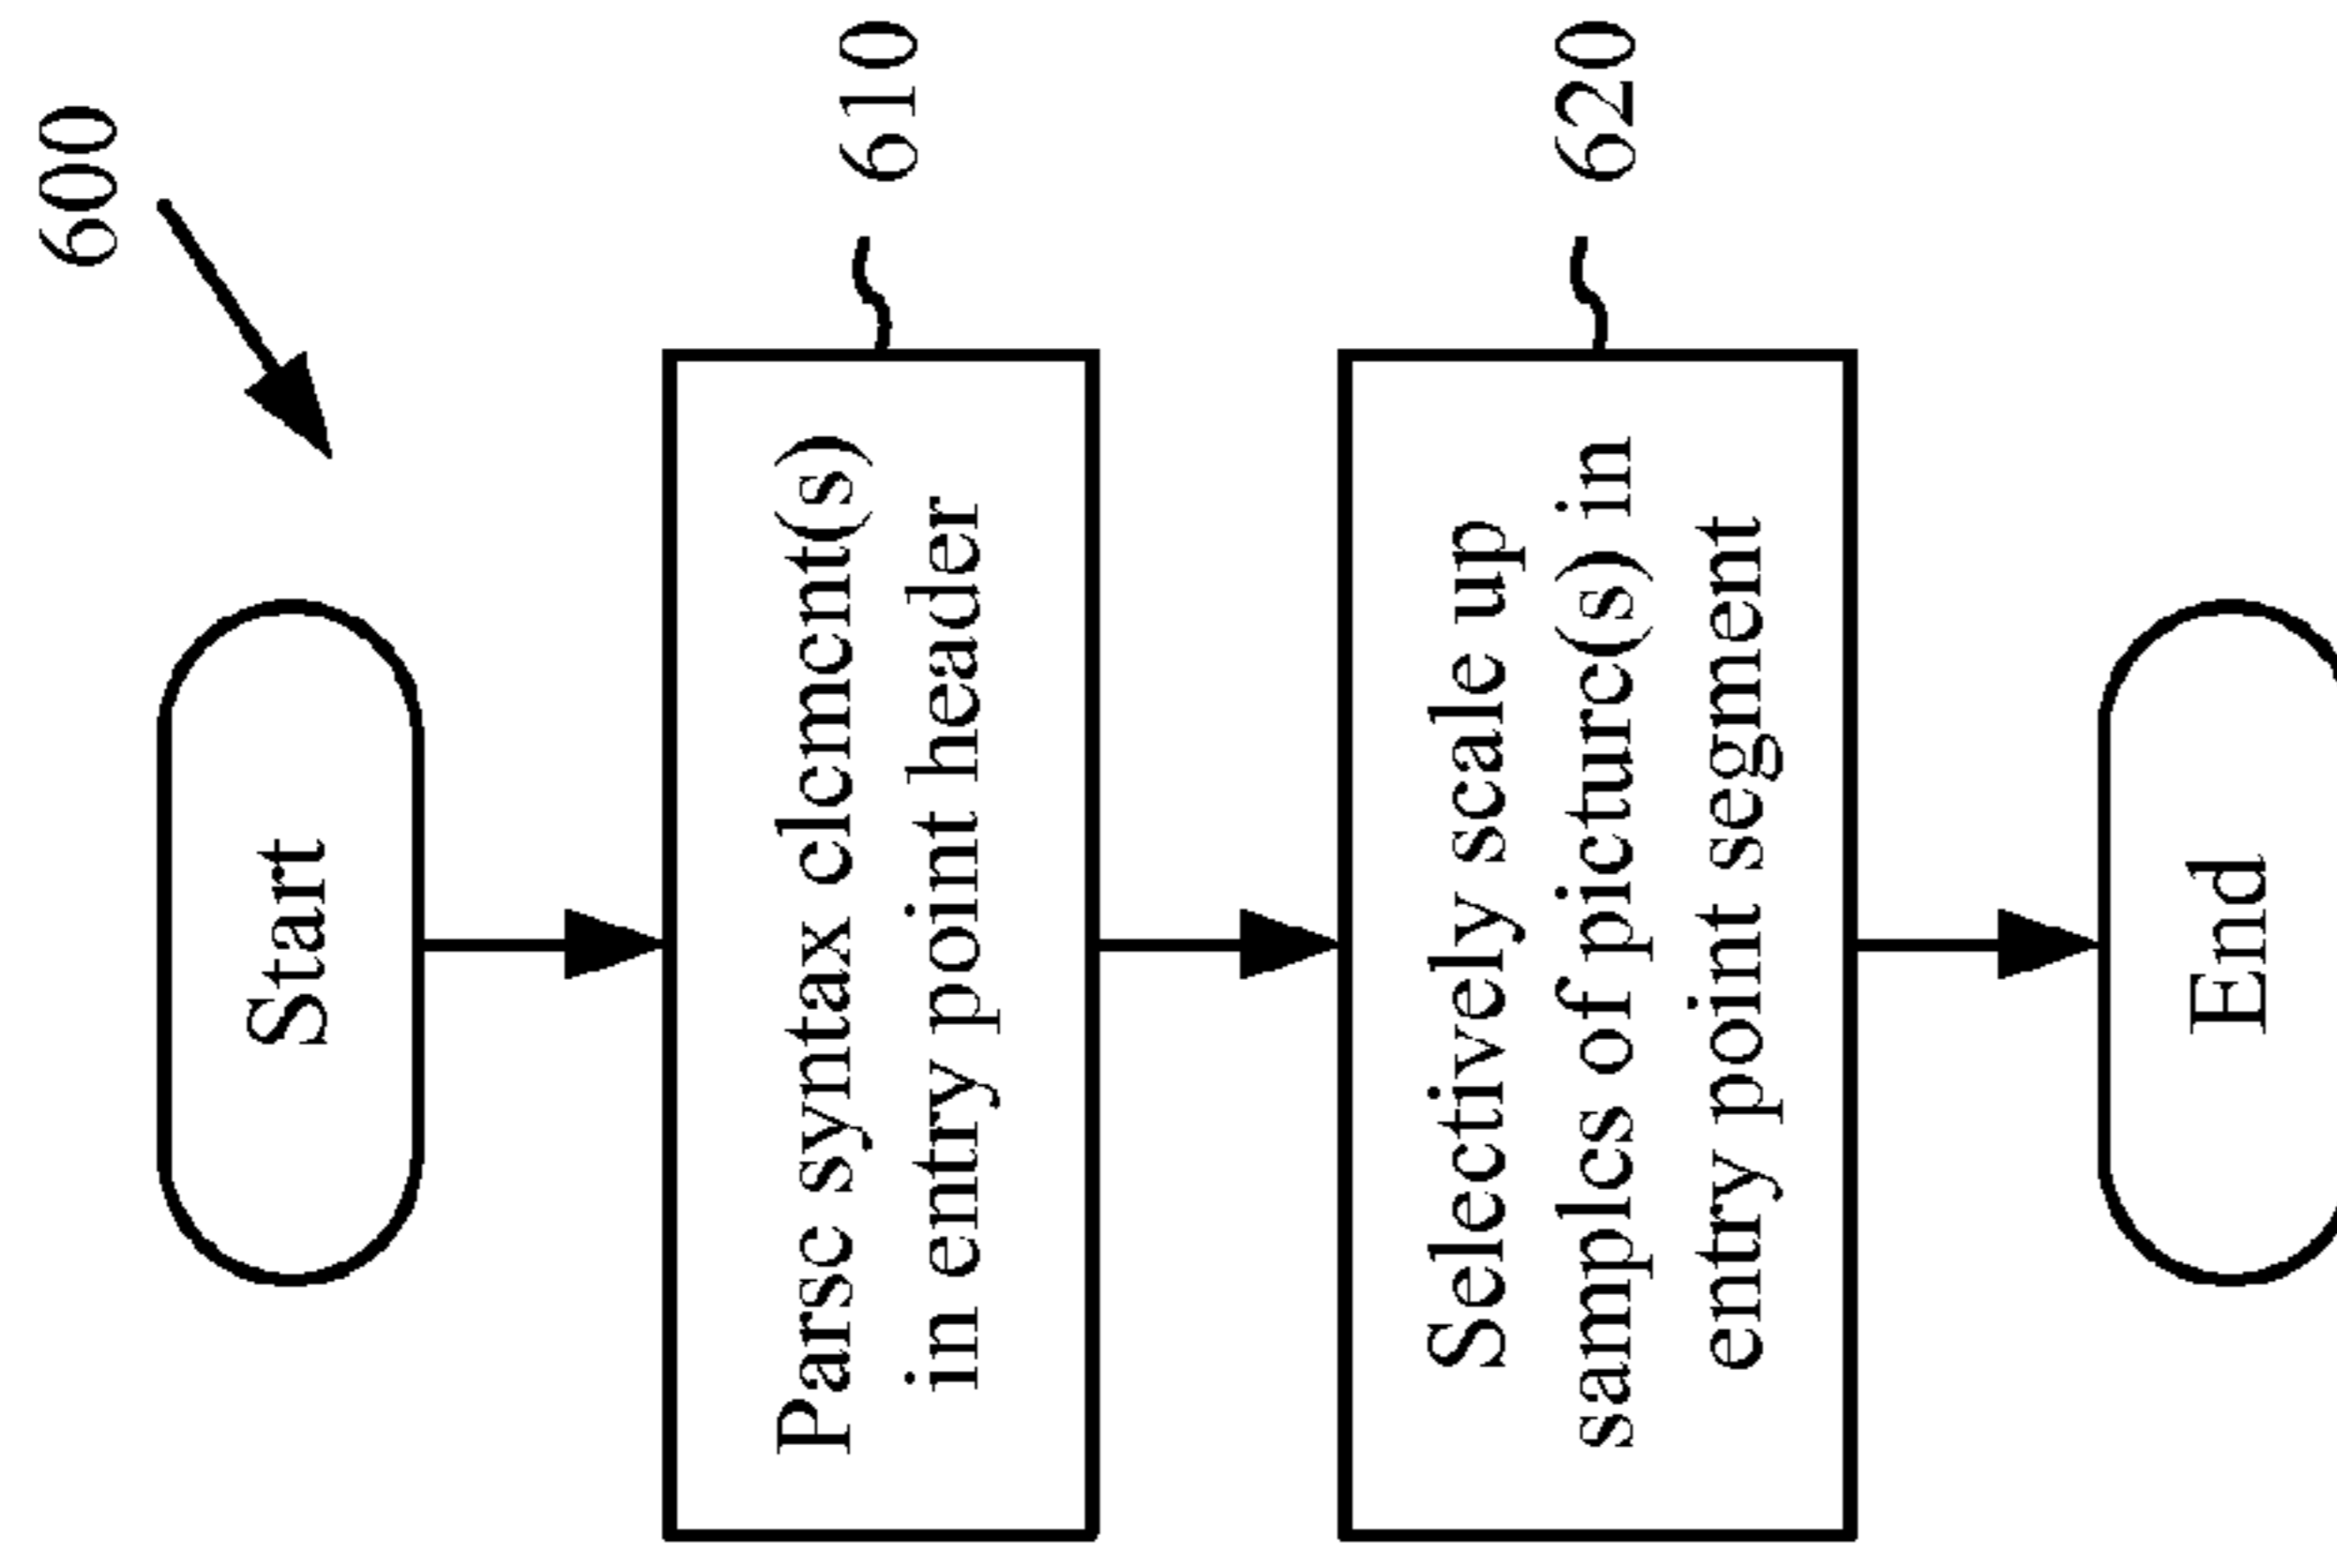 600
Start
Parse syntax element(s)
in entry point header
610
Selectively scale up
samples of picture(s) in
entry point segment
620
End